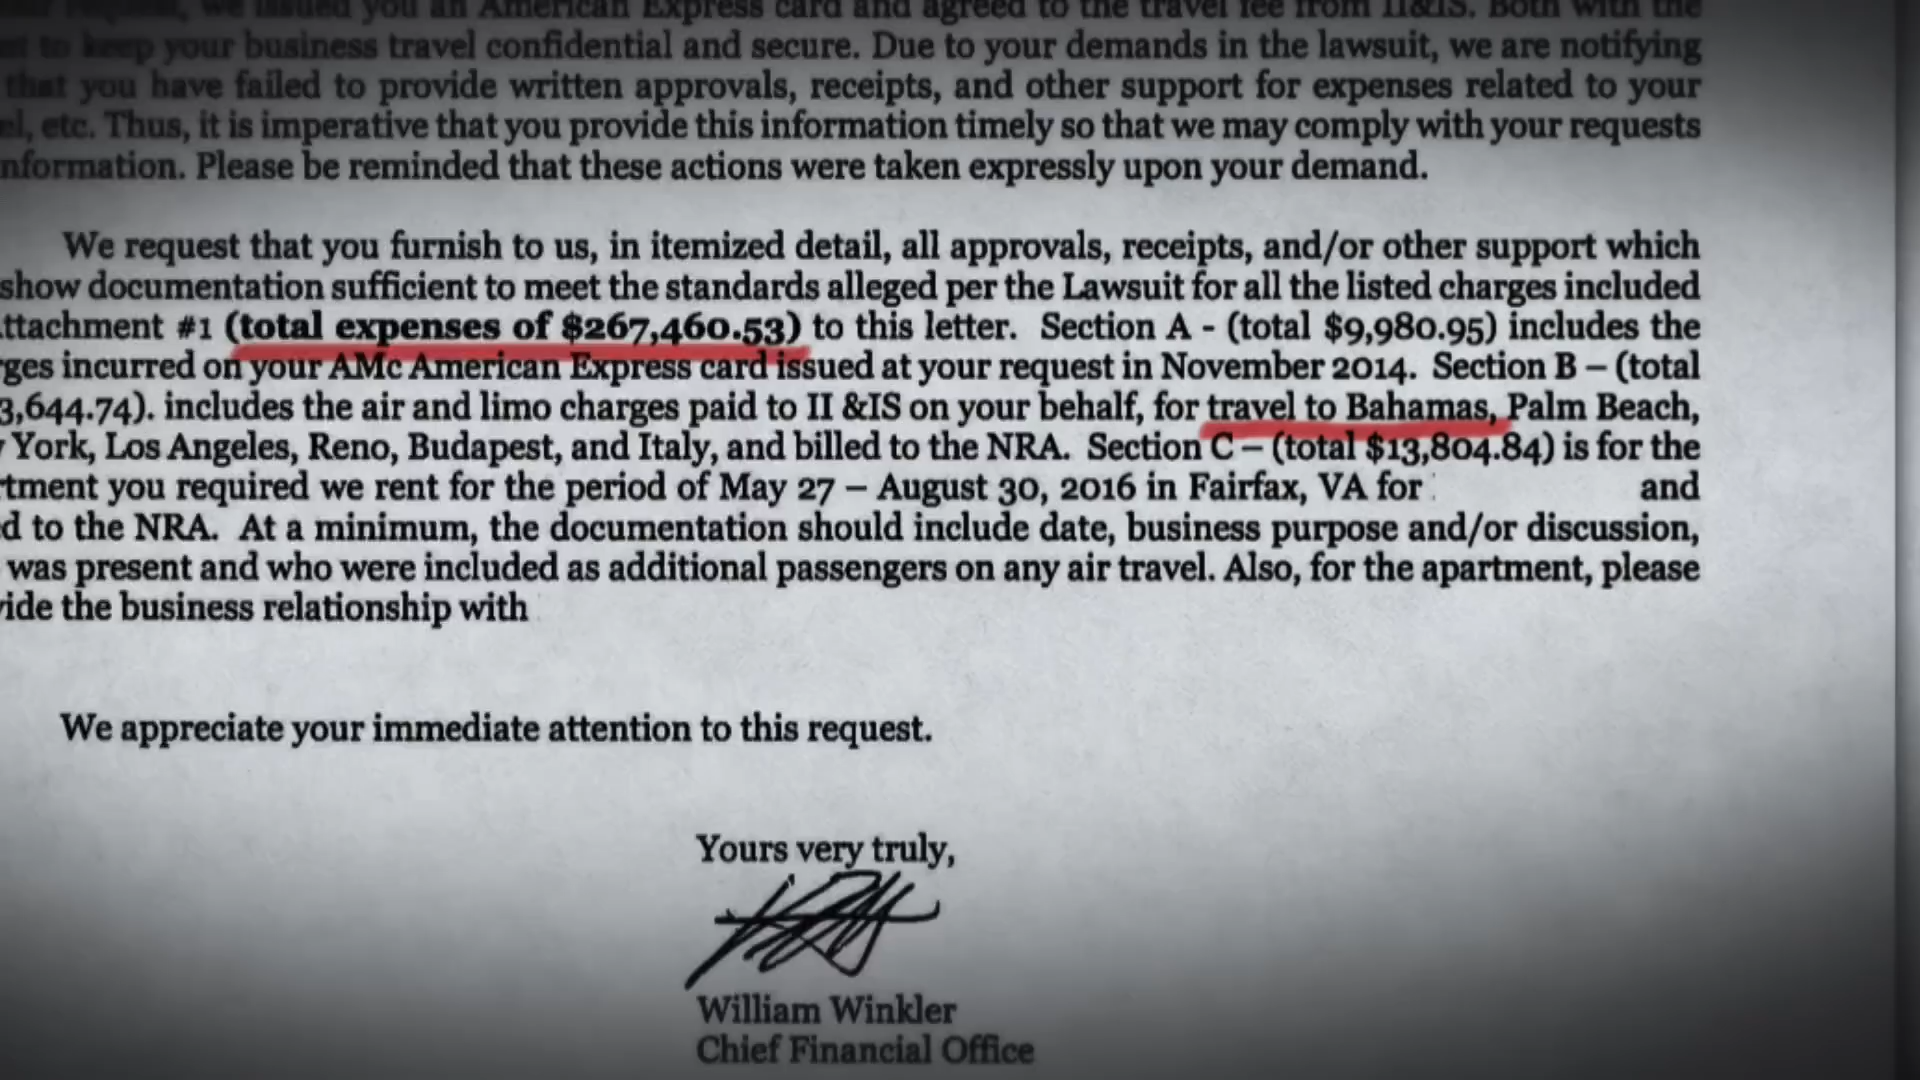 request, we issued you an American Express card and agreed to the travel fee from II&IS. Both with the
to keep your business travel confidential and secure. Due to your demands in the lawsuit, we are notifying
that you have failed to provide written approvals, receipts, and other support for expenses related to your
el, etc. Thus, it is imperative that you provide this information timely so that we may comply with your requests
nformation. Please be reminded that these actions were taken expressly upon your demand.
We request that you furnish to us, in itemized detail, all approvals, receipts, and/or other support which
show documentation sufficient to meet the standards alleged per the Lawsuit for all the listed charges included
ttachment #1 (total expenses of $267,460.53) to this letter. Section A - (total $9,980.95) includes the
ges incurred on your AMc American Express card issued at your request in November 2014. Section B – (total
3,644.74). includes the air and limo charges paid to II &IS on your behalf, for travel to Bahamas, Palm Beach,
York, Los Angeles, Reno, Budapest, and Italy, and billed to the NRA. Section C – (total $13,804.84) is for the
rtment you required we rent for the period of May 27 – August 30, 2016 in Fairfax, VA for and
d to the NRA. At a minimum, the documentation should include date, business purpose and/or discussion,
was present and who were included as additional passengers on any air travel. Also, for the apartment, please
vide the business relationship with
We appreciate your immediate attention to this request.
Yours very truly,
William Winkler
Chief Financial Office